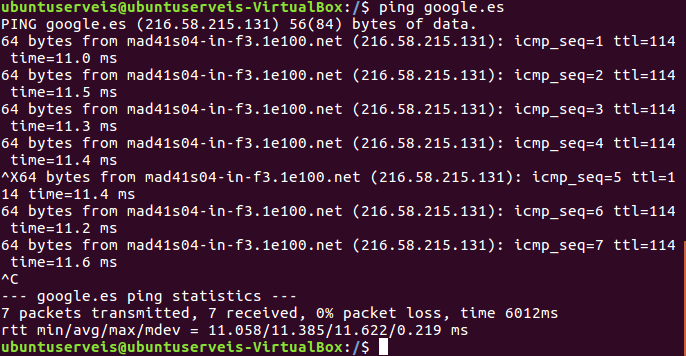 ubuntuserveis@ubuntuserveis-VirtualBox:/$ ping google.es
PING google.es (216.58.215.131) 56(84) bytes of data.
64 bytes from mad41s04-in-f3.1e100.net (216.58.215.131): icmp_seq=1 ttl=114
 time=11.0 ms
64 bytes from mad41s04-in-f3.1e100.net (216.58.215.131): icmp_seq=2 ttl=114
 time=11.5 ms
64 bytes from mad41s04-in-f3.1e100.net (216.58.215.131): icmp_seq=3 ttl=114
 time=11.3 ms
64 bytes from mad41s04-in-f3.1e100.net (216.58.215.131): icmp_seq=4 ttl=114
 time=11.4 ms
^X64 bytes from mad41s04-in-f3.1e100.net (216.58.215.131): icmp_seq=5 ttl=1
14 time=11.4 ms
64 bytes from mad41s04-in-f3.1e100.net (216.58.215.131): icmp_seq=6 ttl=114
 time=11.2 ms
64 bytes from mad41s04-in-f3.1e100.net (216.58.215.131): icmp_seq=7 ttl=114
 time=11.6 ms
^C
--- google.es ping statistics ---
7 packets transmitted, 7 received, 0% packet loss, time 6012ms
rtt min/avg/max/mdev = 11.058/11.385/11.622/0.219 ms
ubuntuserveis@ubuntuserveis-VirtualBox:/$